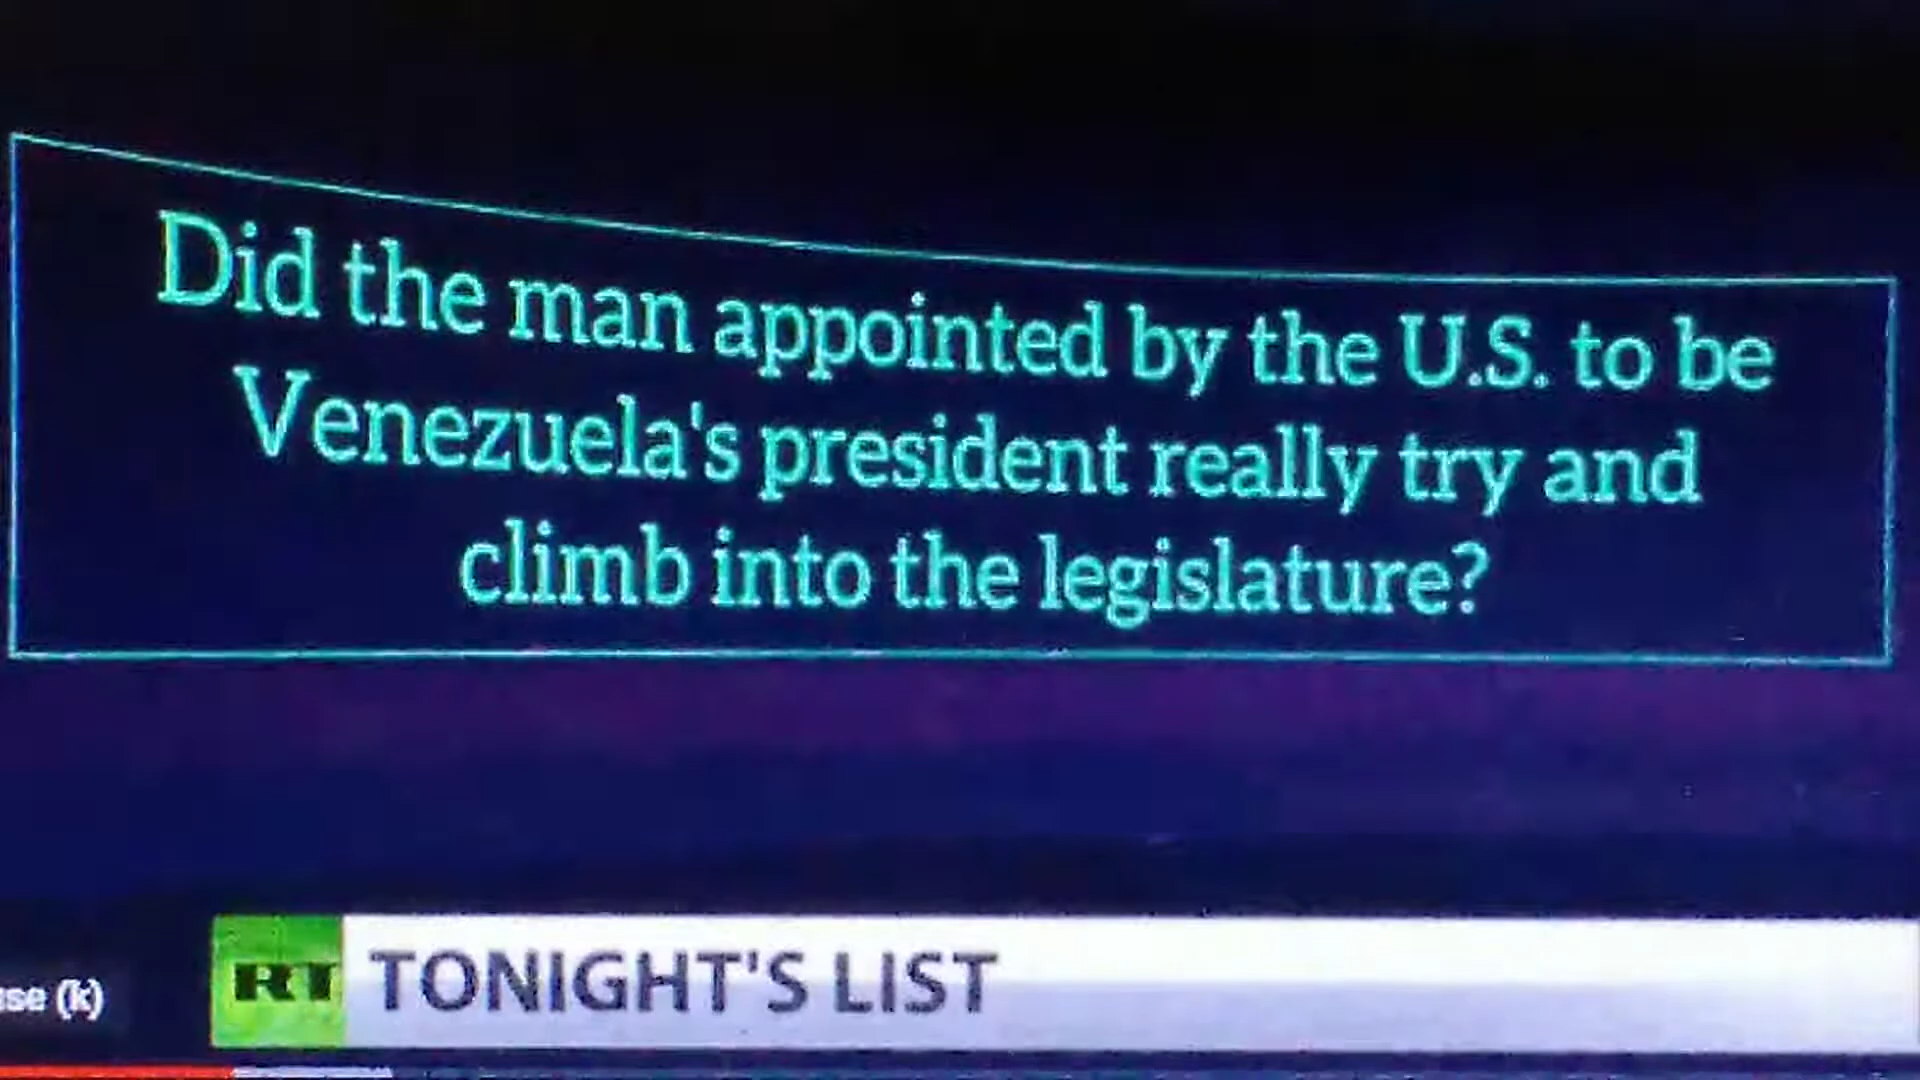 Did the man appointed by the U.S. to be
Venezuela's president really try and
climb into the legislature?
RT TONIGHT'S LIST
se (k)